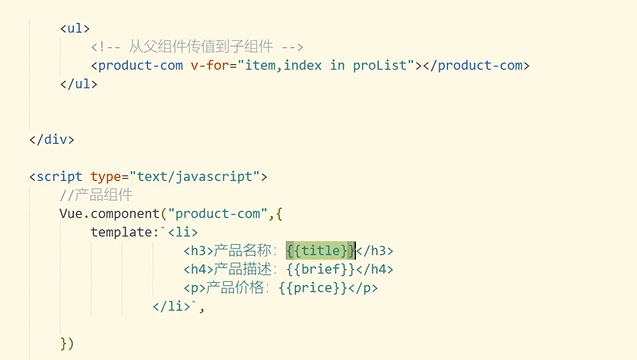 <ul>
<!-- 从父组件传值到子组件 -->
<product-com v-for="item,index in proList"></product-com>
</ul>
</div>
<script type="text/javascript">
//产品组件
Vue.component("product-com",{
template:`<li>
<h3>产品名称：{{title}}</h3>
<h4>产品描述：{{brief}}</h4>
<p>产品价格：{{price}}</p>
</li>`,
})